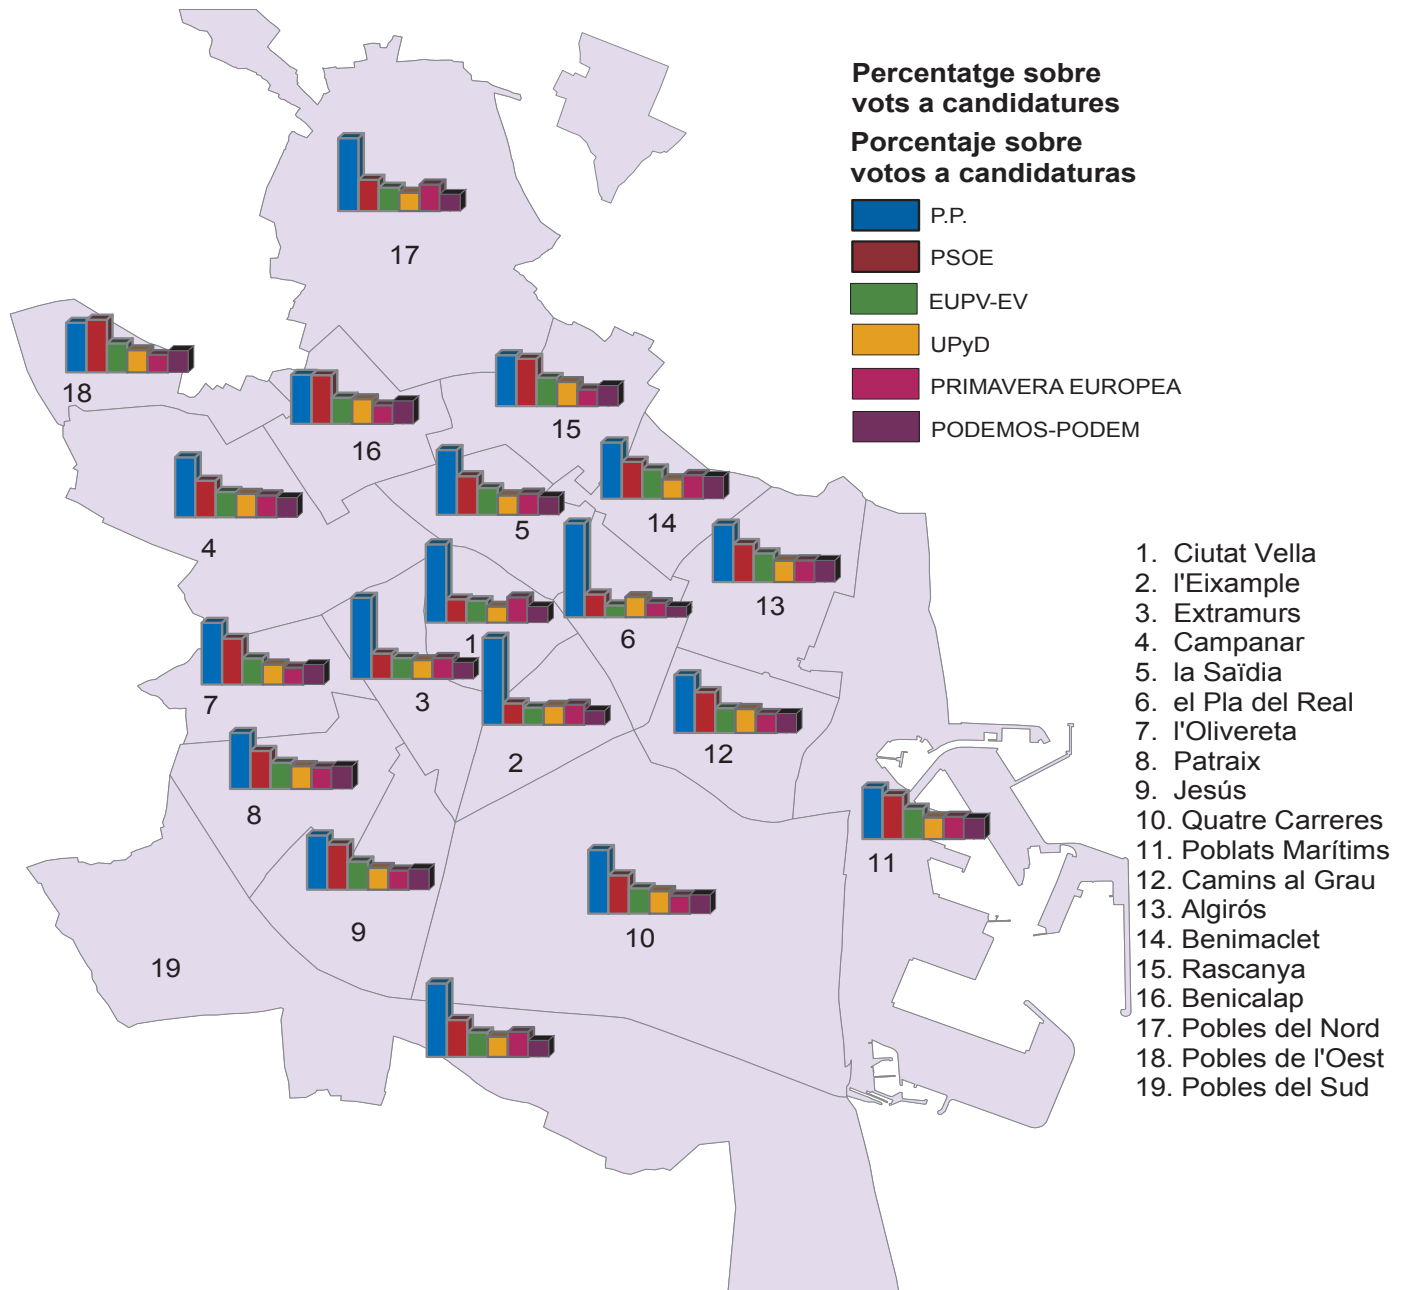 Percentatge sobre
vots a candidatures
Porcentaje sobre
votos a candidaturas
P.P.
PSOE
EUPV-EV
UPyD
PRIMAVERA EUROPEA
PODEMOS-PODEM
17
18
16
15
14
5
4
13
1
6
3
7
2
12
8
11
9
10
19
1. Ciutat Vella
2. l'Eixample
3. Extramurs
4. Campanar
5. la Saïdia
6. el Pla del Real
7. l'Olivereta
8. Patraix
9. Jesús
10. Quatre Carreres
11. Poblats Marítims
12. Camins al Grau
13. Algirós
14. Benimaclet
15. Rascanya
16. Benicalap
17. Pobles del Nord
18. Pobles de l'Oest
19. Pobles del Sud